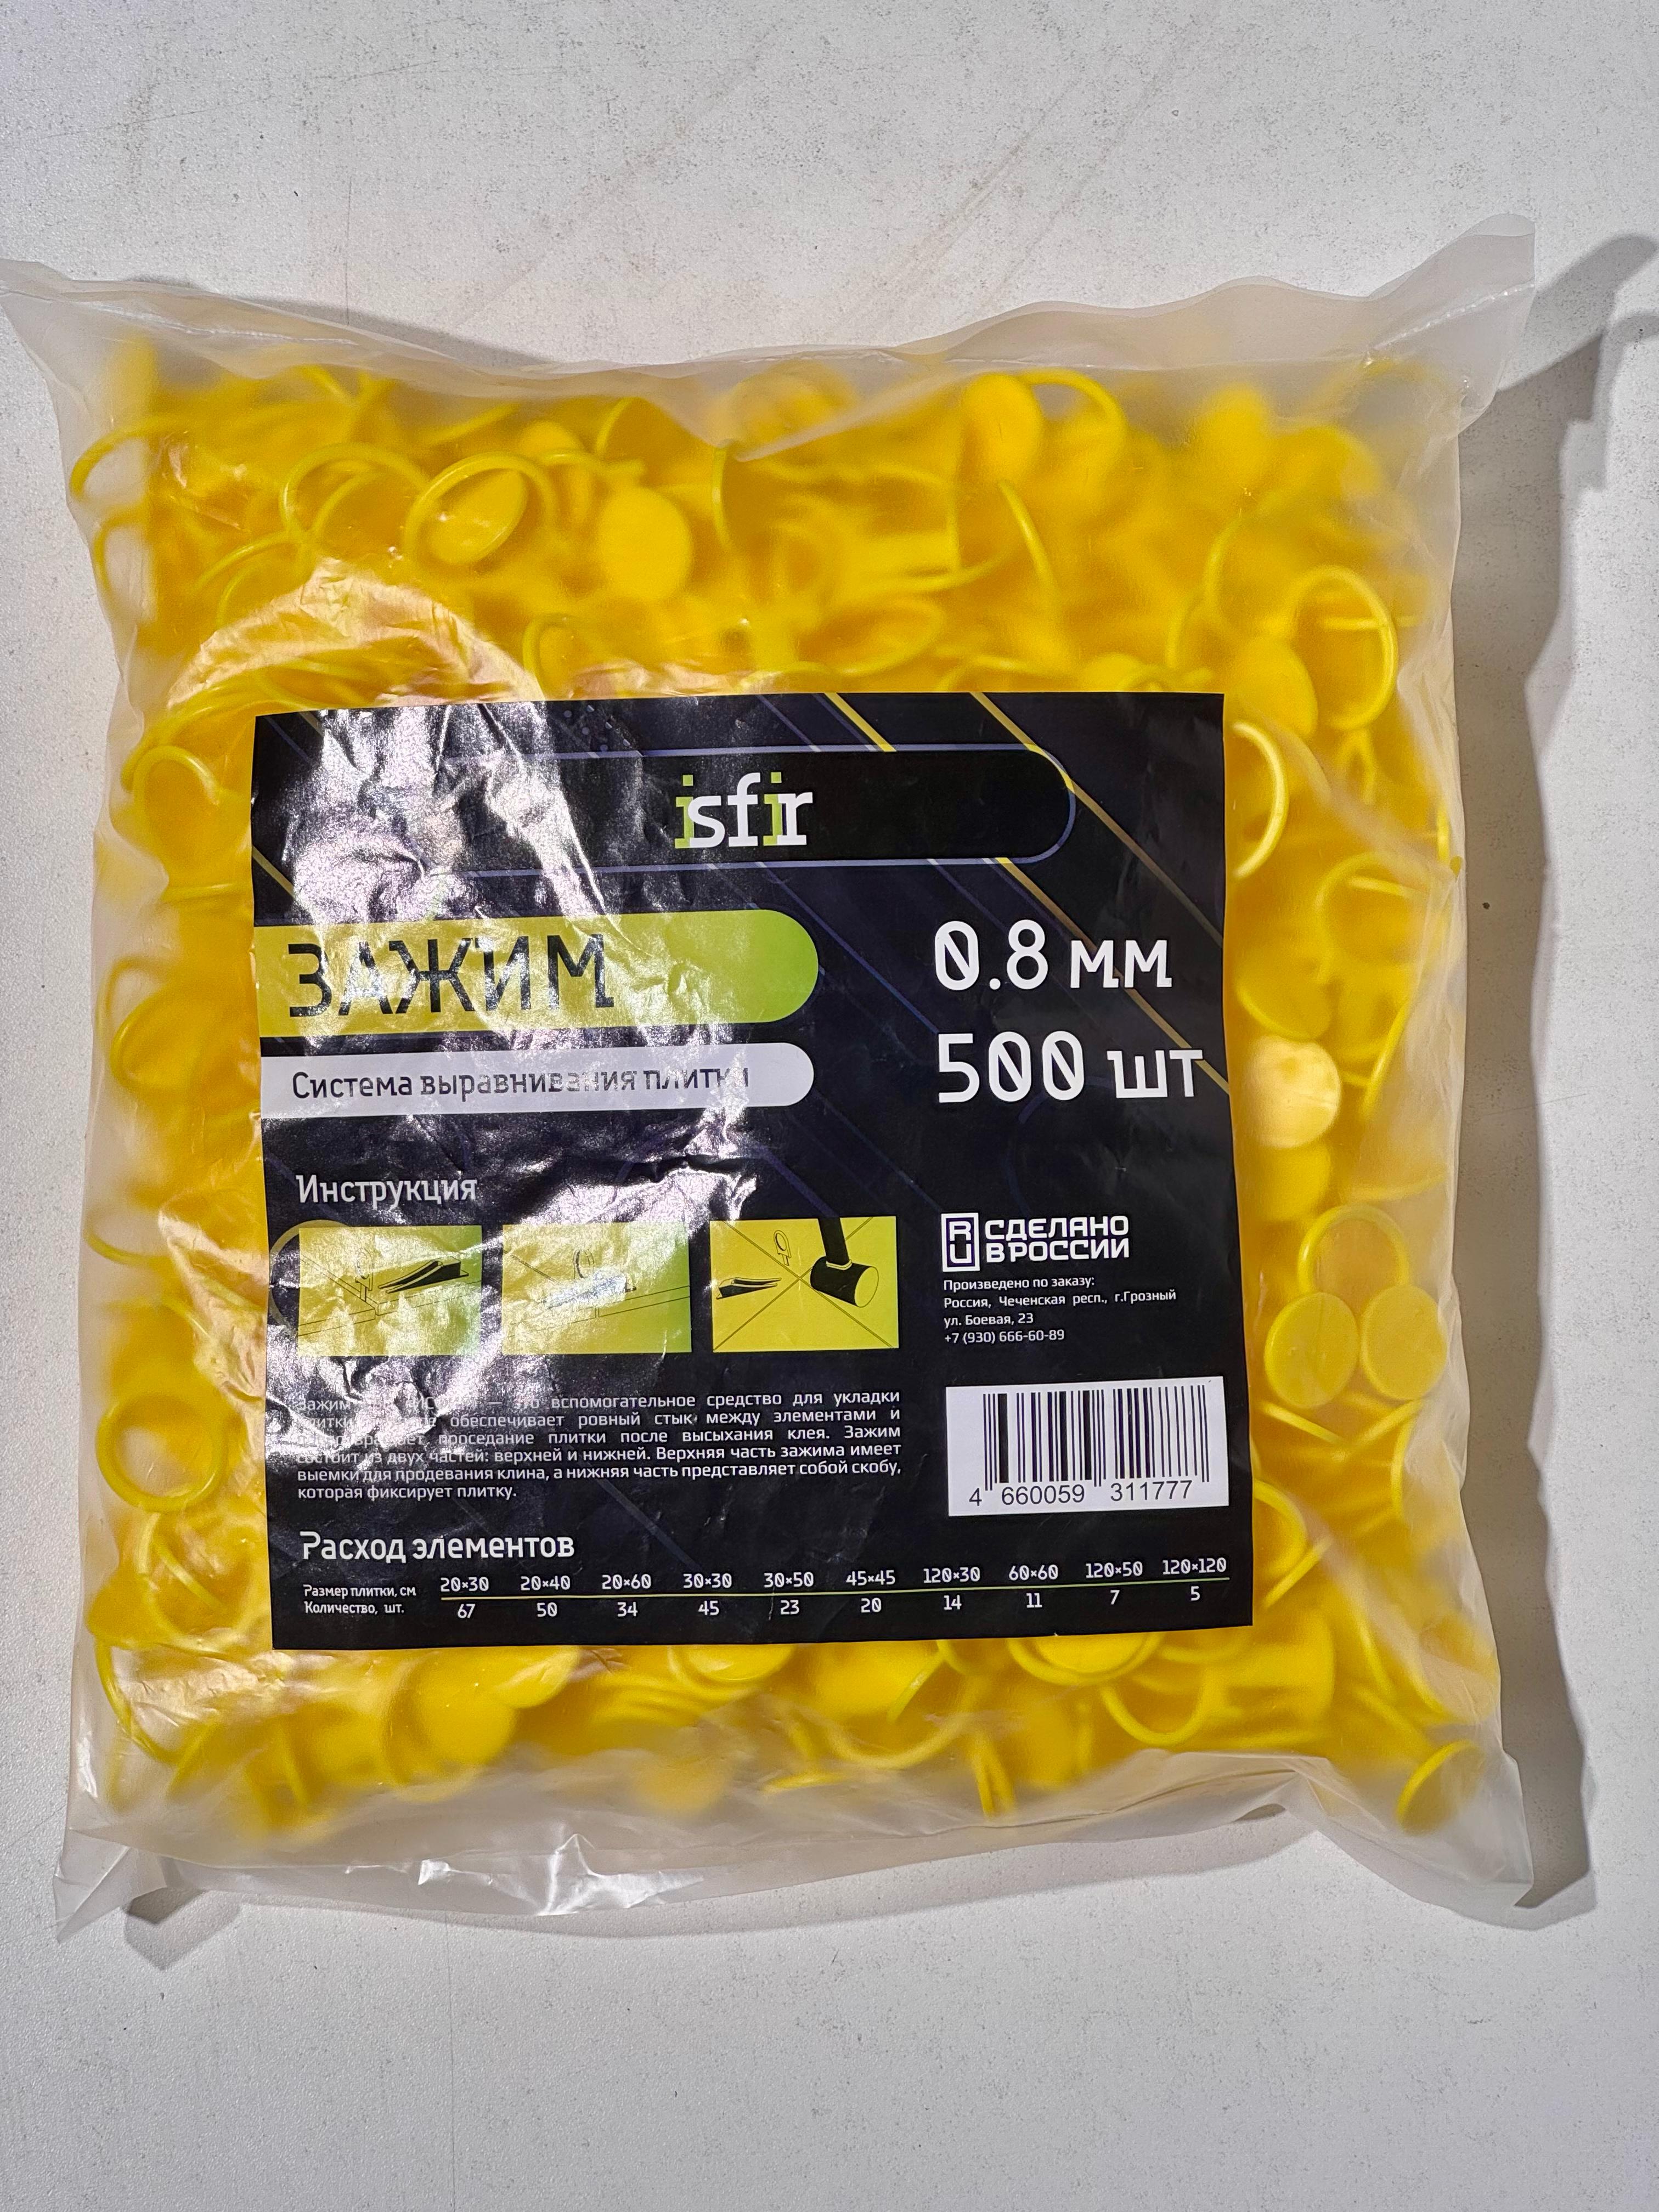 isfir
ЗАЖИМ
0.8 мм
Система выравнивания плитки
500 шт
Инструкция
RU СДЕЛАНО
В РОССИИ
Произведено по заказу:
Россия, Чеченская респ., г.Грозный
ул. Боевая, 23
+7 (930) 666-60-89
Зажим — это вспомогательное средство для укладки
обеспечивает ровный стык между элементами и
проседание плитки после высыхания клея. Зажим
состоит из двух частей: верхней и нижней. Верхняя часть зажима имеет
выемки для продевания клина, а нижняя часть представляет собой скобу,
которая фиксирует плитку.
4 660059 311777
Расход элементов
Размер плитки, см 20×30 20×40 20×60 30×30 30×50 45×45 120×30 60×60 120×50 120×120
Количество, шт. 67 50 34 45 23 20 14 11 7 5